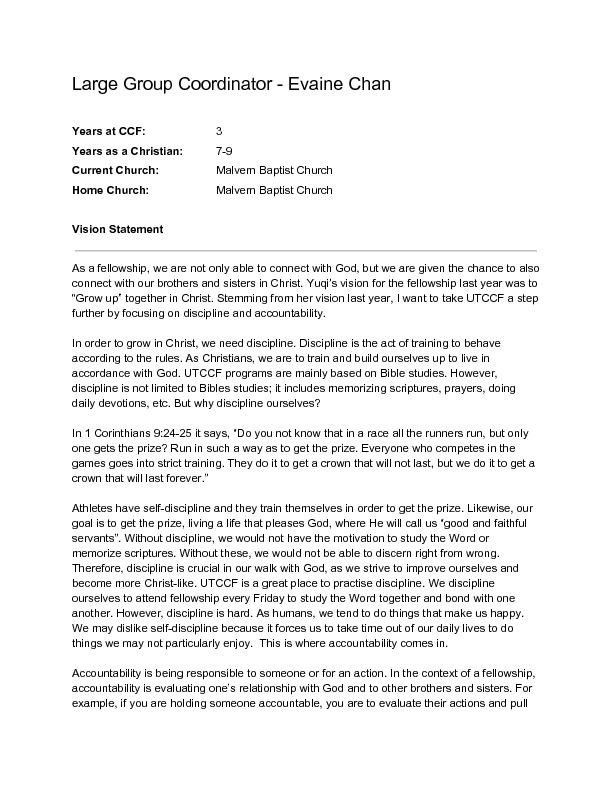 Large Group Coordinator - Evaine Chan
Years at CCF: 3
Years as a Christian: 7-9
Current Church: Malvern Baptist Church
Home Church: Malvern Baptist Church
Vision Statement
As a fellowship, we are not only able to connect with God, but we are given the chance to also
connect with our brothers and sisters in Christ. Yuqi’s vision for the fellowship last year was to
“Grow up” together in Christ. Stemming from her vision last year, I want to take UTCCF a step
further by focusing on discipline and accountability.
In order to grow in Christ, we need discipline. Discipline is the act of training to behave
according to the rules. As Christians, we are to train and build ourselves up to live in
accordance with God. UTCCF programs are mainly based on Bible studies. However,
discipline is not limited to Bibles studies; it includes memorizing scriptures, prayers, doing
daily devotions, etc. But why discipline ourselves?
In 1 Corinthians 9:24-25 it says, “Do you not know that in a race all the runners run, but only
one gets the prize? Run in such a way as to get the prize. Everyone who competes in the
games goes into strict training. They do it to get a crown that will not last, but we do it to get a
crown that will last forever.”
Athletes have self-discipline and they train themselves in order to get the prize. Likewise, our
goal is to get the prize, living a life that pleases God, where He will call us “good and faithful
servants”. Without discipline, we would not have the motivation to study the Word or
memorize scriptures. Without these, we would not be able to discern right from wrong.
Therefore, discipline is crucial in our walk with God, as we strive to improve ourselves and
become more Christ-like. UTCCF is a great place to practise discipline. We discipline
ourselves to attend fellowship every Friday to study the Word together and bond with one
another. However, discipline is hard. As humans, we tend to do things that make us happy.
We may dislike self-discipline because it forces us to take time out of our daily lives to do
things we may not particularly enjoy.  This is where accountability comes in.
Accountability is being responsible to someone or for an action. In the context of a fellowship,
accountability is evaluating one’s relationship with God and to other brothers and sisters. For
example, if you are holding someone accountable, you are to evaluate their actions and pull